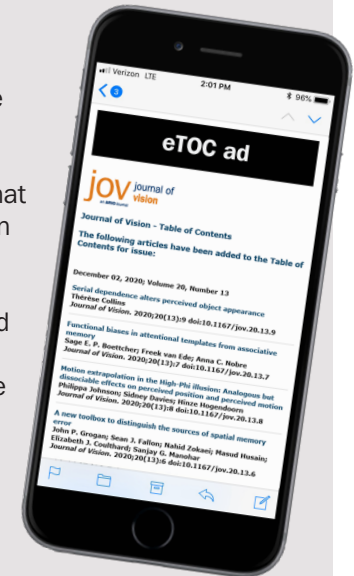 e
hat
n
d
e
Verizon LTE
2:01 PM
96%
3
eTOC ad
jov journal of
vision
Journal of Vision - Table of Contents
The following articles have been added to the Table of
Contents for issue:
December 02, 2020; Volume 20, Number 13
Serial dependence alters perceived object appearance
Thérèse Collins
Journal of Vision. 2020;20(13):9 doi:10.1167/jov.20.13.9
Functional biases in attentional templates from associative
memory
Sage E. P. Boettcher; Freek van Ede; Anna C. Nobre
Journal of Vision. 2020;20(13):7 doi:10.1167/jov.20.13.7
Motion extrapolation in the High-Phi illusion: Analogous but
dissociable effects on perceived position and perceived motion
Philippa Johnson; Sidney Davies; Hinze Hogendoorn
Journal of Vision. 2020;20(13):8 doi:10.1167/jov.20.13.8
A new toolbox to distinguish the sources of spatial memory
error
John P. Grogan; Sean J. Fallon; Nahid Zokaei; Masud Husain;
Elizabeth J. Coulthard; Sanjay G. Manohar
Journal of Vision. 2020;20(13):6 doi:10.1167/jov.20.13.6